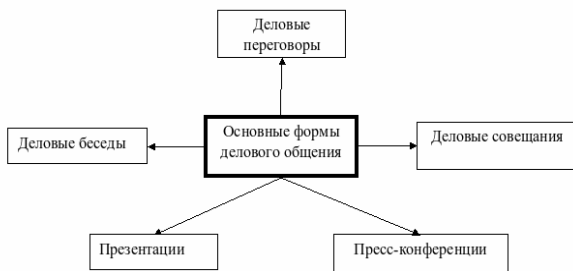 Деловые
переговоры
Деловые беседы
Основные формы
делового общения
Деловые совещания
Презентации
Пресс-конференции